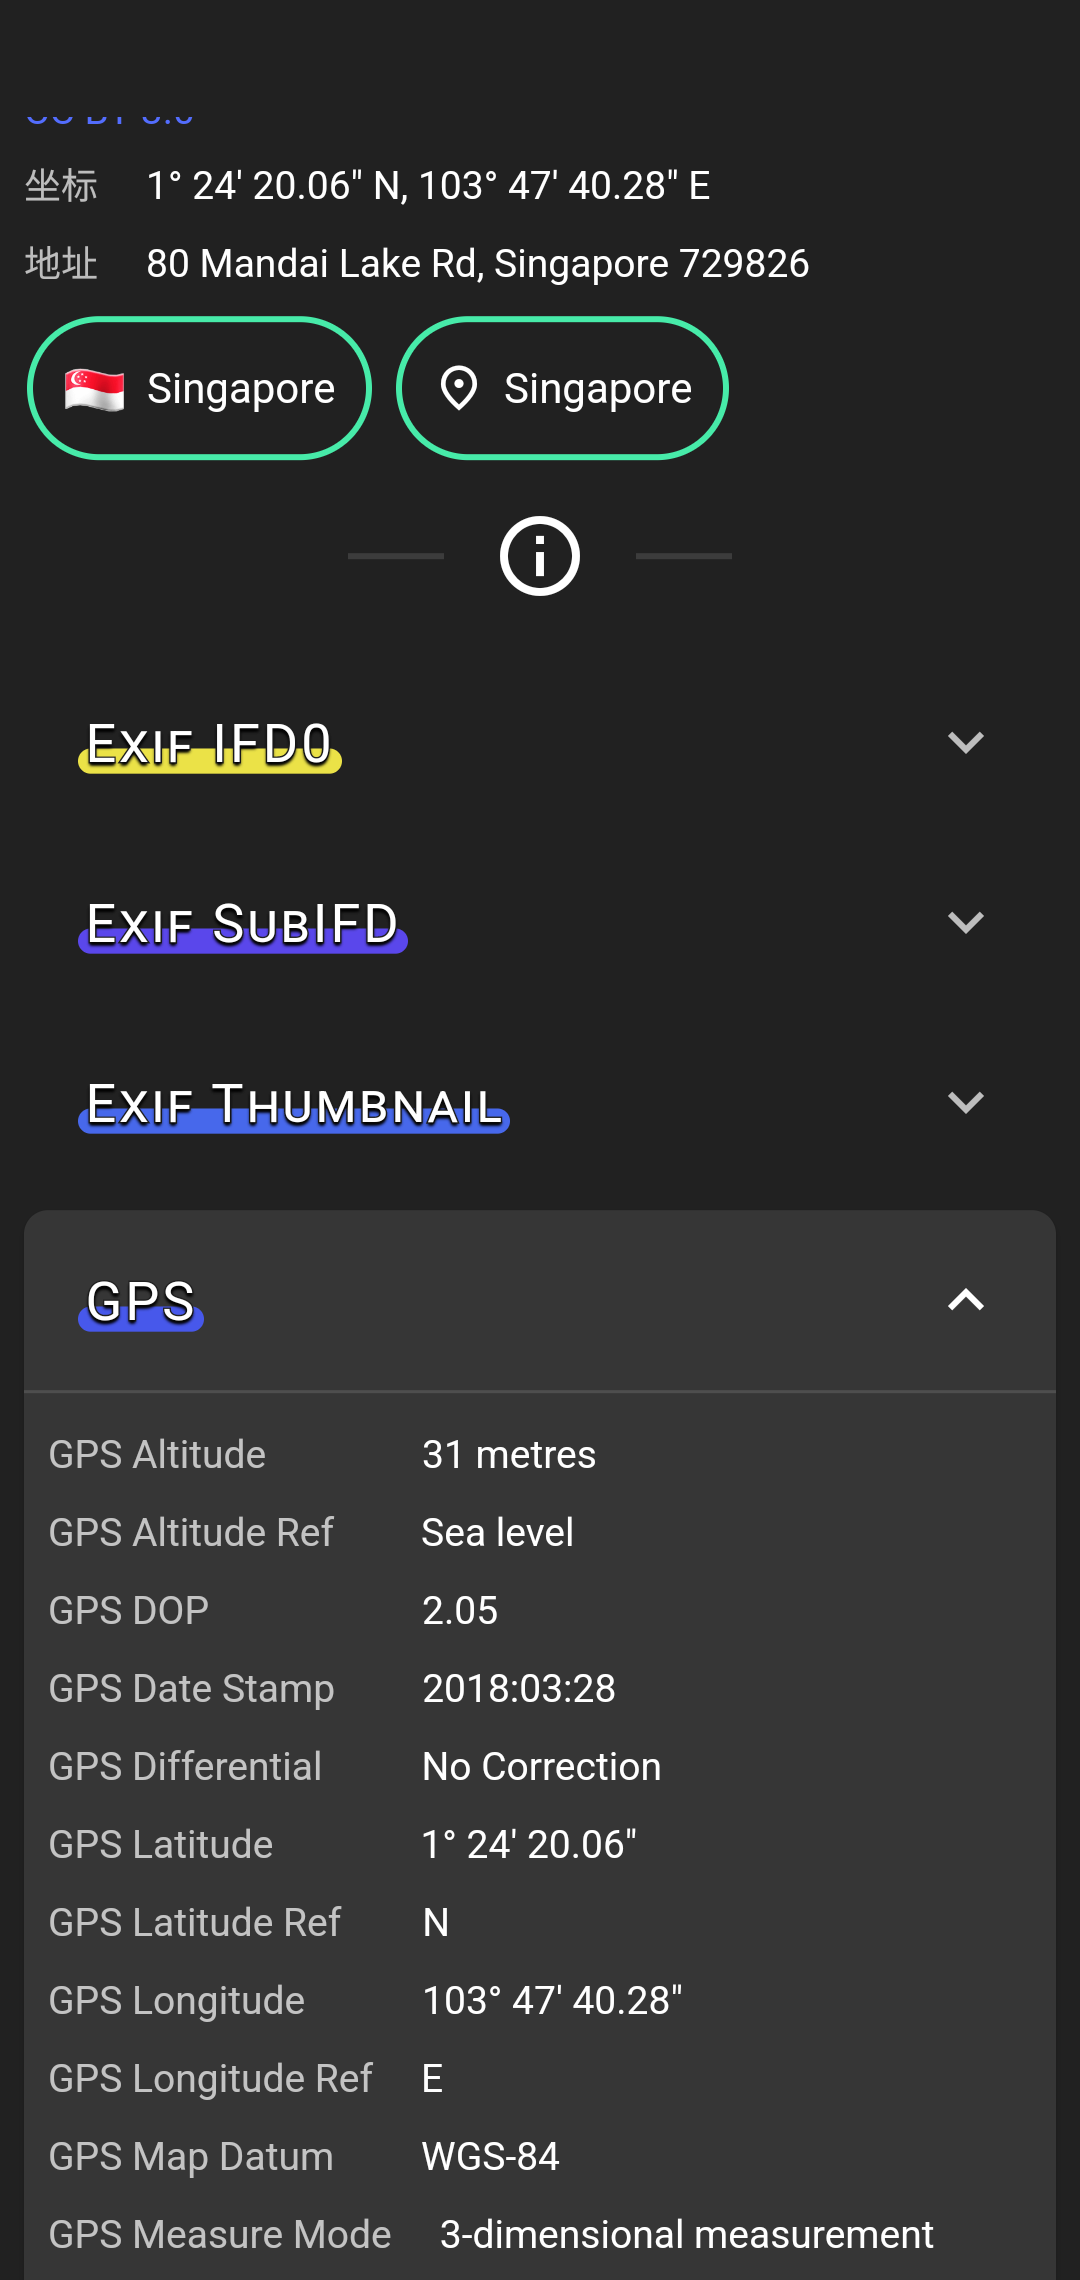 坐标 1° 24' 20.06" N, 103° 47' 40.28" E
地址 80 Mandai Lake Rd, Singapore 729826
Singapore Singapore
Exif IFD0
Exif SubIFD
Exif Thumbnail
GPS
GPS Altitude 31 metres
GPS Altitude Ref Sea level
GPS DOP 2.05
GPS Date Stamp 2018:03:28
GPS Differential No Correction
GPS Latitude 1° 24' 20.06"
GPS Latitude Ref N
GPS Longitude 103° 47' 40.28"
GPS Longitude Ref E
GPS Map Datum WGS-84
GPS Measure Mode 3-dimensional measurement